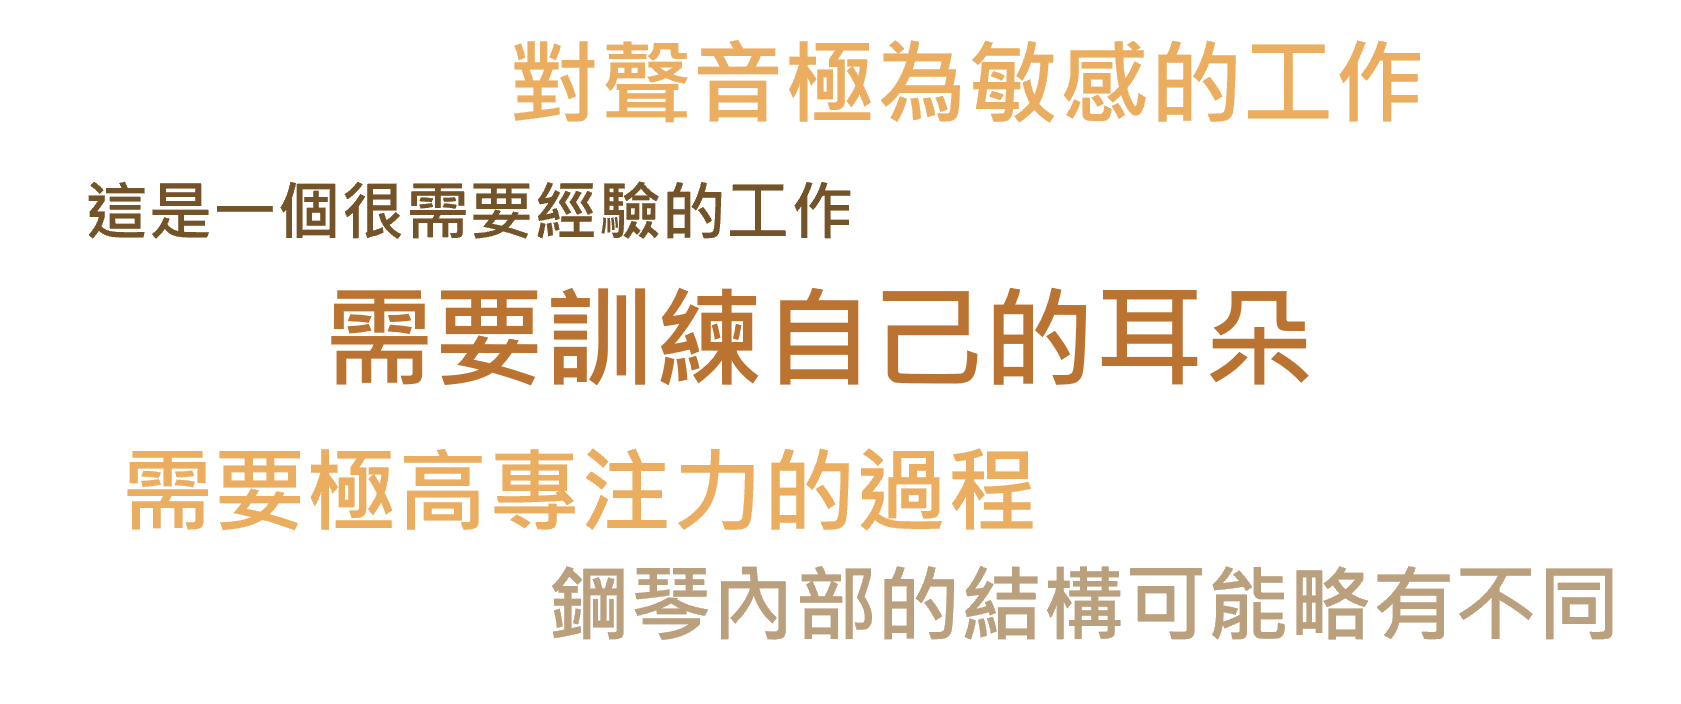 對聲音極為敏感的工作
這是一個很需要經驗的工作
需要訓練自己的耳朵
需要極高專注力的過程
鋼琴內部的結構可能略有不同